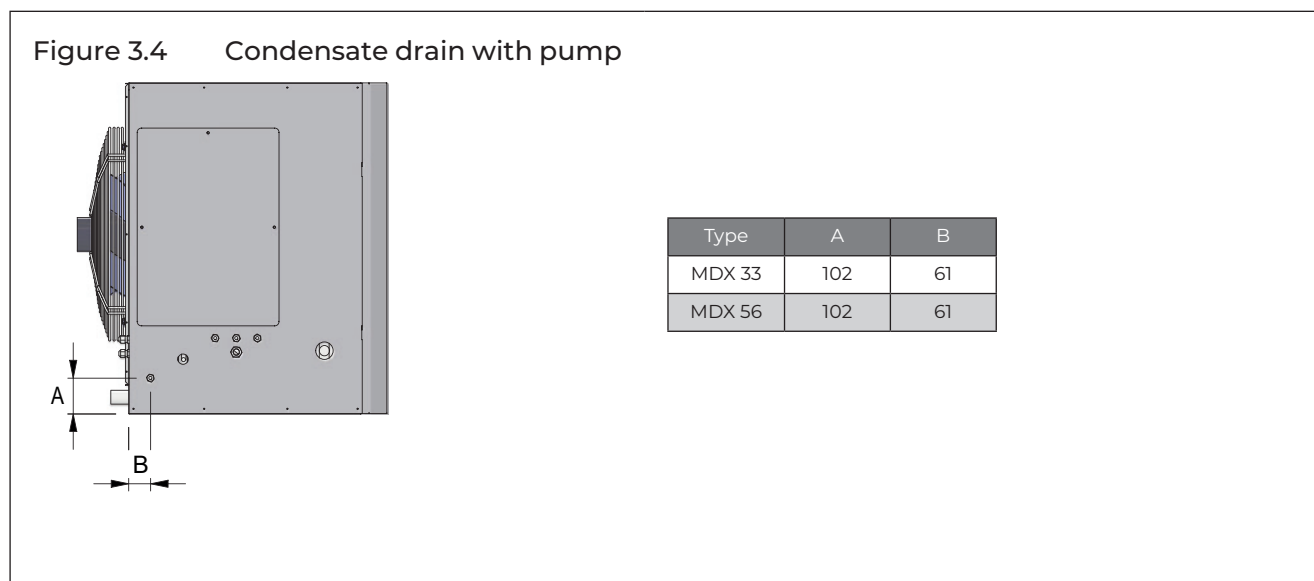 Figure 3.4 Condensate drain with pump
A
B
Type A B
MDX 33 102 61
MDX 56 102 61